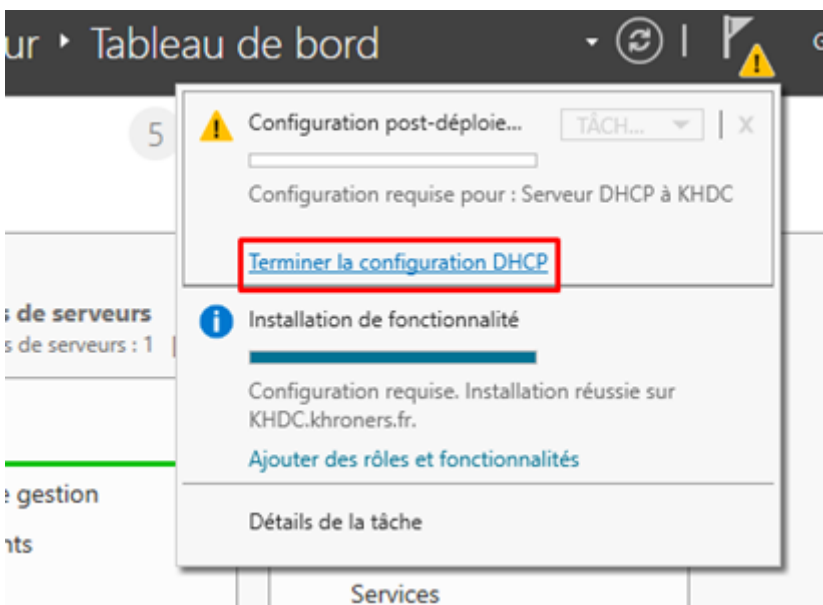 ur ‣ Tableau de bord
5
Configuration post-déploie...
TÂCH...
X
Configuration requise pour : Serveur DHCP à KHDC
Terminer la configuration DHCP
de serveurs
s de serveurs : 1
Installation de fonctionnalité
Configuration requise. Installation réussie sur
KHDC.khroners.fr.
Ajouter des rôles et fonctionnalités
gestion
Détails de la tâche
nts
Services